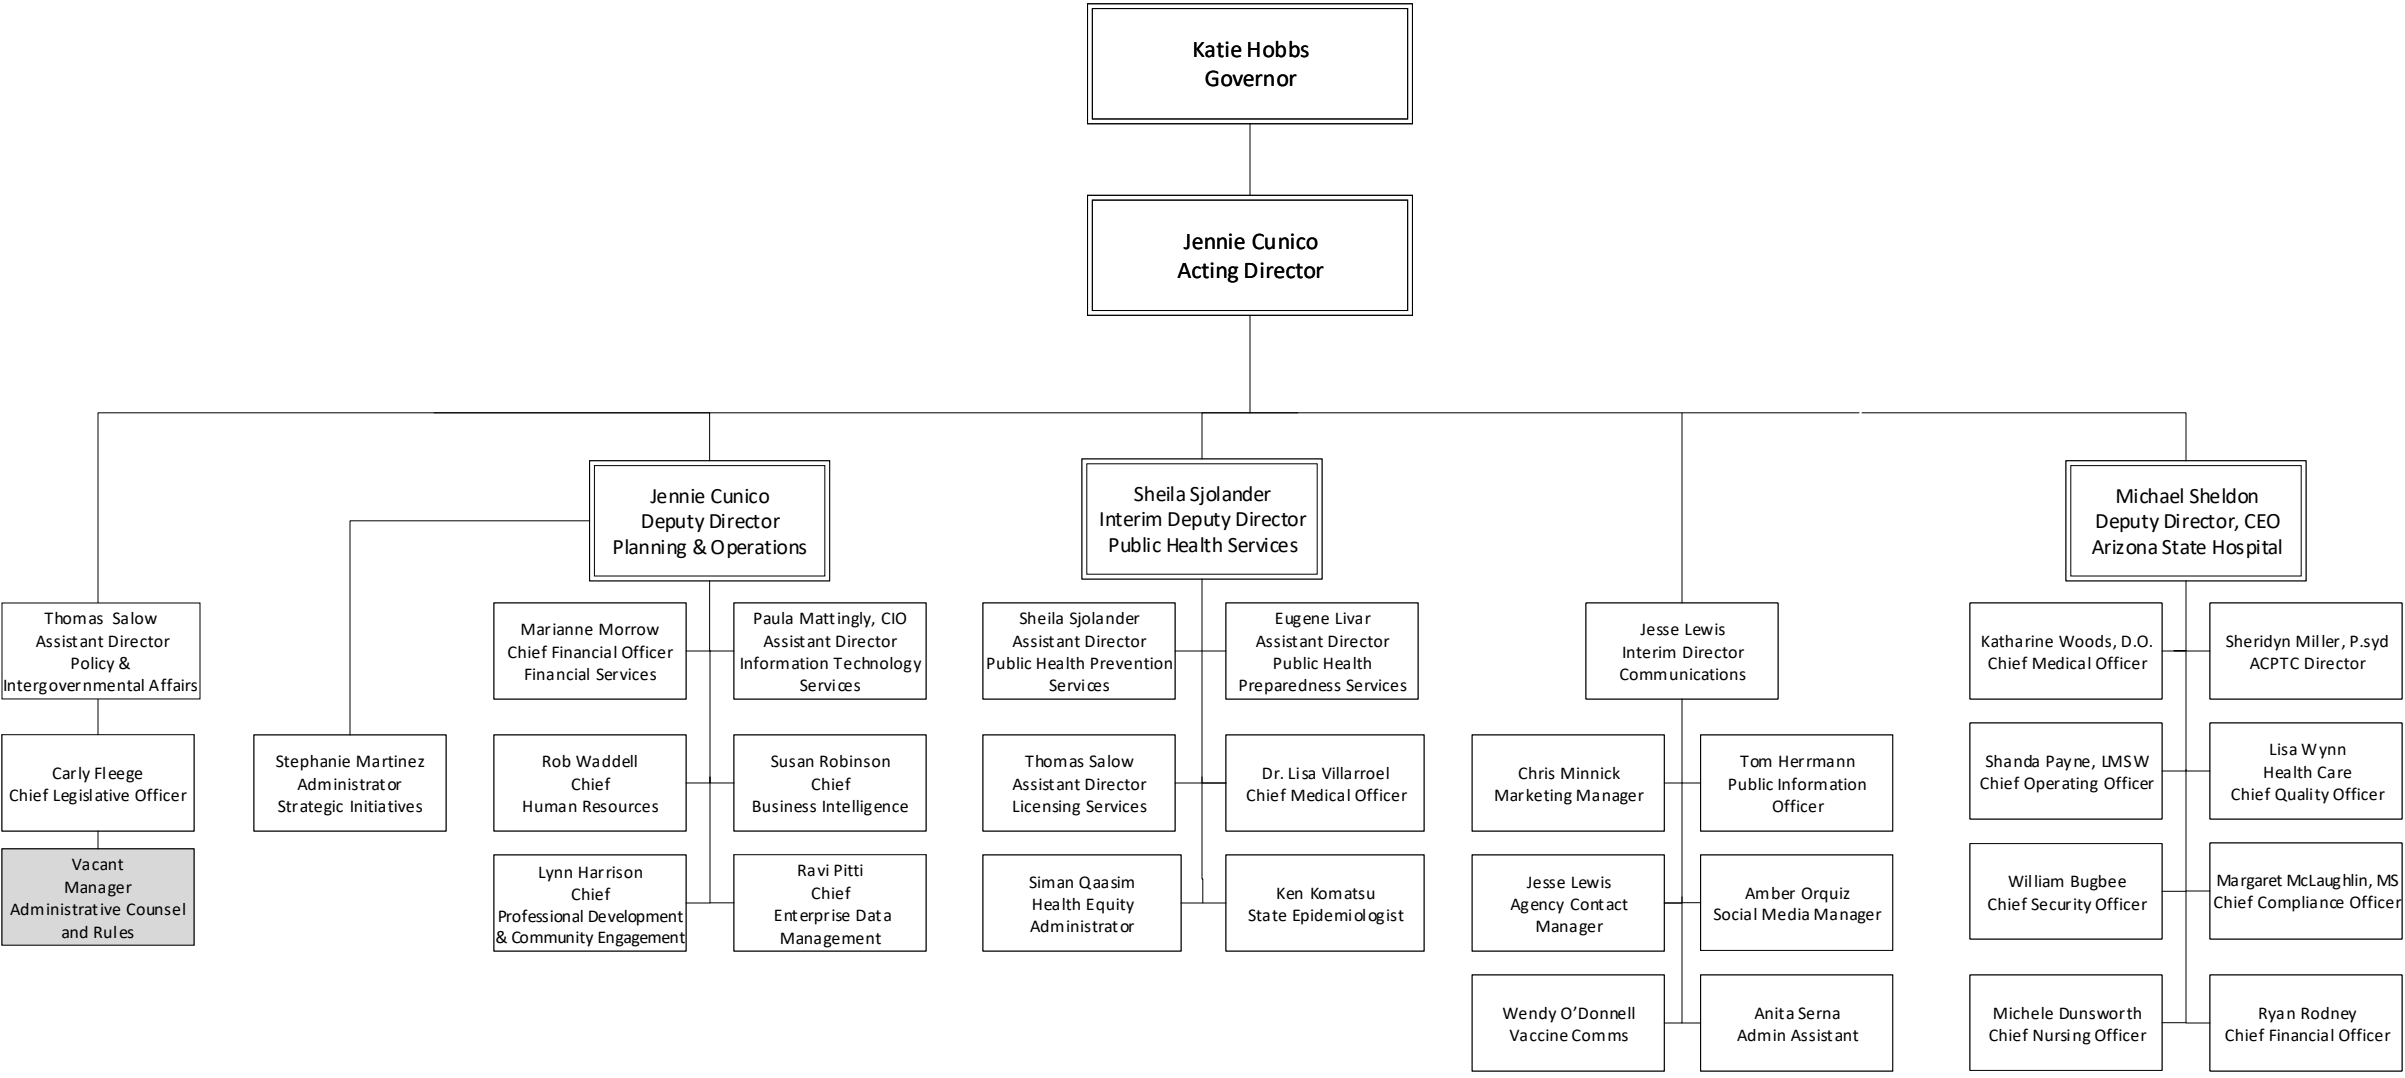 Katie Hobbs
Governor
Jennie Cunico
Acting Director
Jennie Cunico
Deputy Director
Planning & Operations
Sheila Sjolander
Interim Deputy Director
Public Health Services
Michael Sheldon
Deputy Director, CEO
Arizona State Hospital
Thomas Salow
Assistant Director
Policy &
Intergovernmental Affairs
Carly Fleege
Chief Legislative Officer
Vacant
Manager
Administrative Counsel
and Rules
Stephanie Martinez
Administrator
Strategic Initiatives
Marianne Morrow
Chief Financial Officer
Financial Services
Paula Mattingly, CIO
Assistant Director
Information Technology
Services
Rob Waddell
Chief
Human Resources
Susan Robinson
Chief
Business Intelligence
Lynn Harrison
Chief
Professional Development
& Community Engagement
Ravi Pitti
Chief
Enterprise Data
Management
Sheila Sjolander
Assistant Director
Public Health Prevention
Services
Eugene Livar
Assistant Director
Public Health
Preparedness Services
Thomas Salow
Assistant Director
Licensing Services
Dr. Lisa Villarroel
Chief Medical Officer
Siman Qaasim
Health Equity
Administrator
Ken Komatsu
State Epidemiologist
Jesse Lewis
Interim Director
Communications
Chris Minnick
Marketing Manager
Tom Herrmann
Public Information
Officer
Jesse Lewis
Agency Contact
Manager
Amber Orquiz
Social Media Manager
Wendy O’Donnell
Vaccine Comms
Anita Serna
Admin Assistant
Katharine Woods, D.O.
Chief Medical Officer
Sheridyn Miller, P.syd
ACPTC Director
Shanda Payne, LMSW
Chief Operating Officer
Lisa Wynn
Health Care
Chief Quality Officer
William Bugbee
Chief Security Officer
Margaret McLaughlin, MS
Chief Compliance Officer
Michele Dunsworth
Chief Nursing Officer
Ryan Rodney
Chief Financial Officer